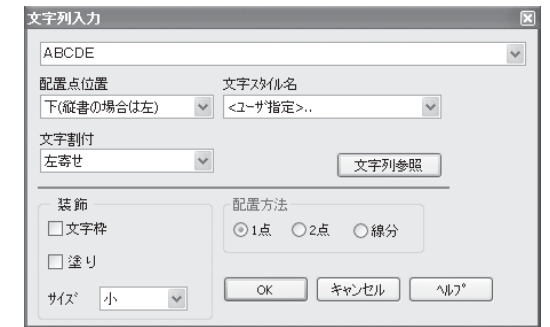 文字列入力
ABCDE
配置点位置 文字ｽﾀｲﾙ名
下(縦書の場合は左) <ﾕｰｻﾞ指定>..
文字割付
左寄せ 文字列参照
装飾 配置方法
文字枠 1点 2点 線分
塗り
ｻｲｽﾞ 小 OK ｷｬﾝｾﾙ ﾍﾙﾌﾟ